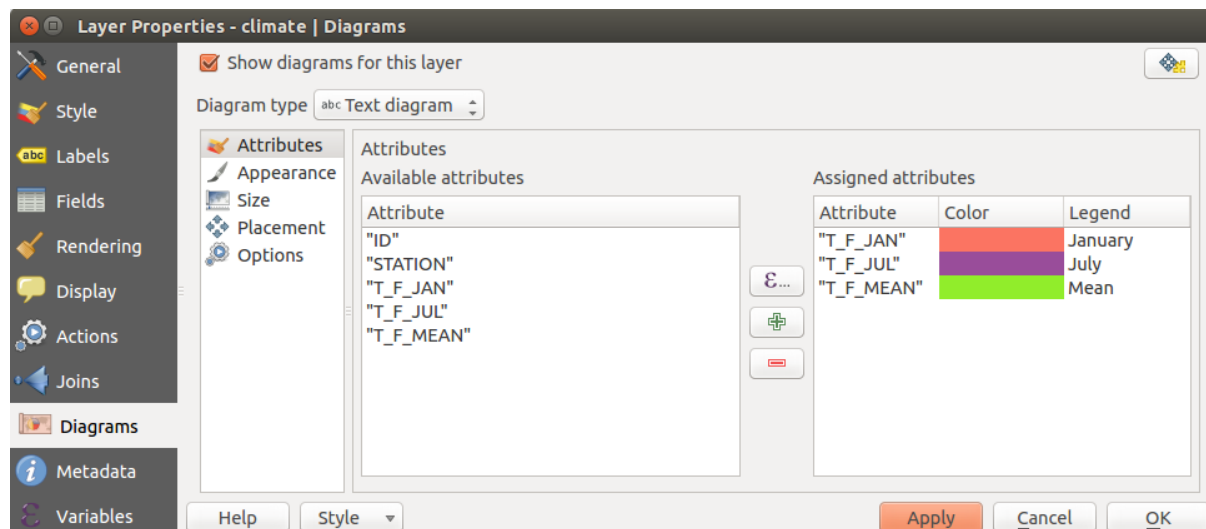 Layer Properties - climate | Diagrams
General
Style
abc Labels
Fields
Rendering
Display
Actions
Joins
Diagrams
Metadata
Variables
Show diagrams for this layer
Diagram type abc Text diagram
Attributes
Appearance
Size
Placement
Options
Attributes
Available attributes
Attribute
"ID"
"STATION"
"T_F_JAN"
"T_F_JUL"
"T_F_MEAN"
ε...
Assigned attributes
Attribute Color Legend
"T_F_JAN" January
"T_F_JUL" July
"T_F_MEAN" Mean
Help Style Apply Cancel OK